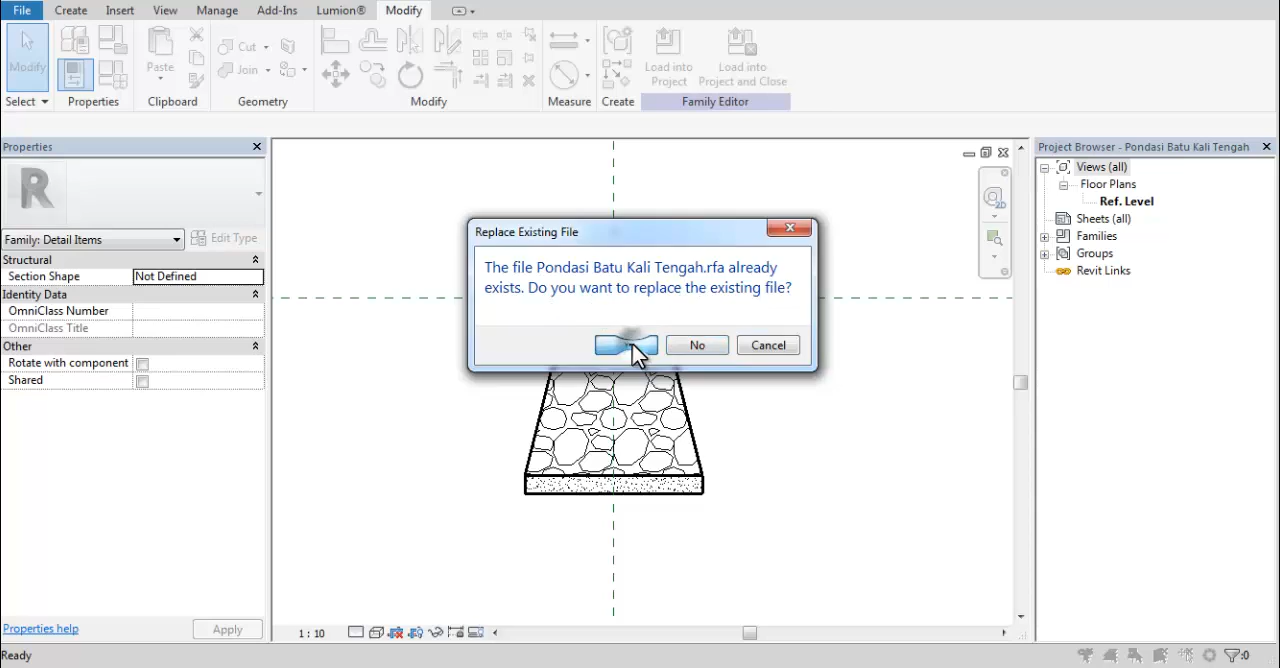 File Create Insert View Manage Add-Ins Lumion® Modify
Modify
Paste
Cut
Join
Load into Project
Load into Project and Close
Select Properties Clipboard Geometry Modify Measure Create Family Editor
Properties
R
Family: Detail Items Edit Type
Structural
Section Shape Not Defined
Identity Data
OmniClass Number
OmniClass Title
Other
Rotate with component
Shared
Properties help Apply
Replace Existing File
The file Pondasi Batu Kali Tengah.rfa already
exists. Do you want to replace the existing file?
No Cancel
2D
1 : 10
Project Browser - Pondasi Batu Kali Tengah
Views (all)
Floor Plans
Ref. Level
Sheets (all)
Families
Groups
Revit Links
Ready
:0